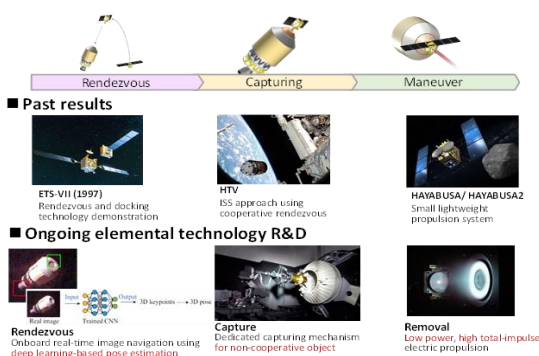 Rendezvous
Capturing
Maneuver
■ Past results
ETS-VII (1997)
Rendezvous and docking
technology demonstration
HTV
ISS approach using
cooperative rendezvous
HAYABUSA/ HAYABUSA2
Small lightweight
propulsion system
■ Ongoing elemental technology R&D
Input
Output
3D keypoints
3D pose
Real image
Trained CNN
Rendezvous
Onboard real-time image navigation using
deep learning-based pose estimation
Capture
Dedicated capturing mechanism
for non-cooperative object
Removal
Low power, high total-impulse
electric propulsion